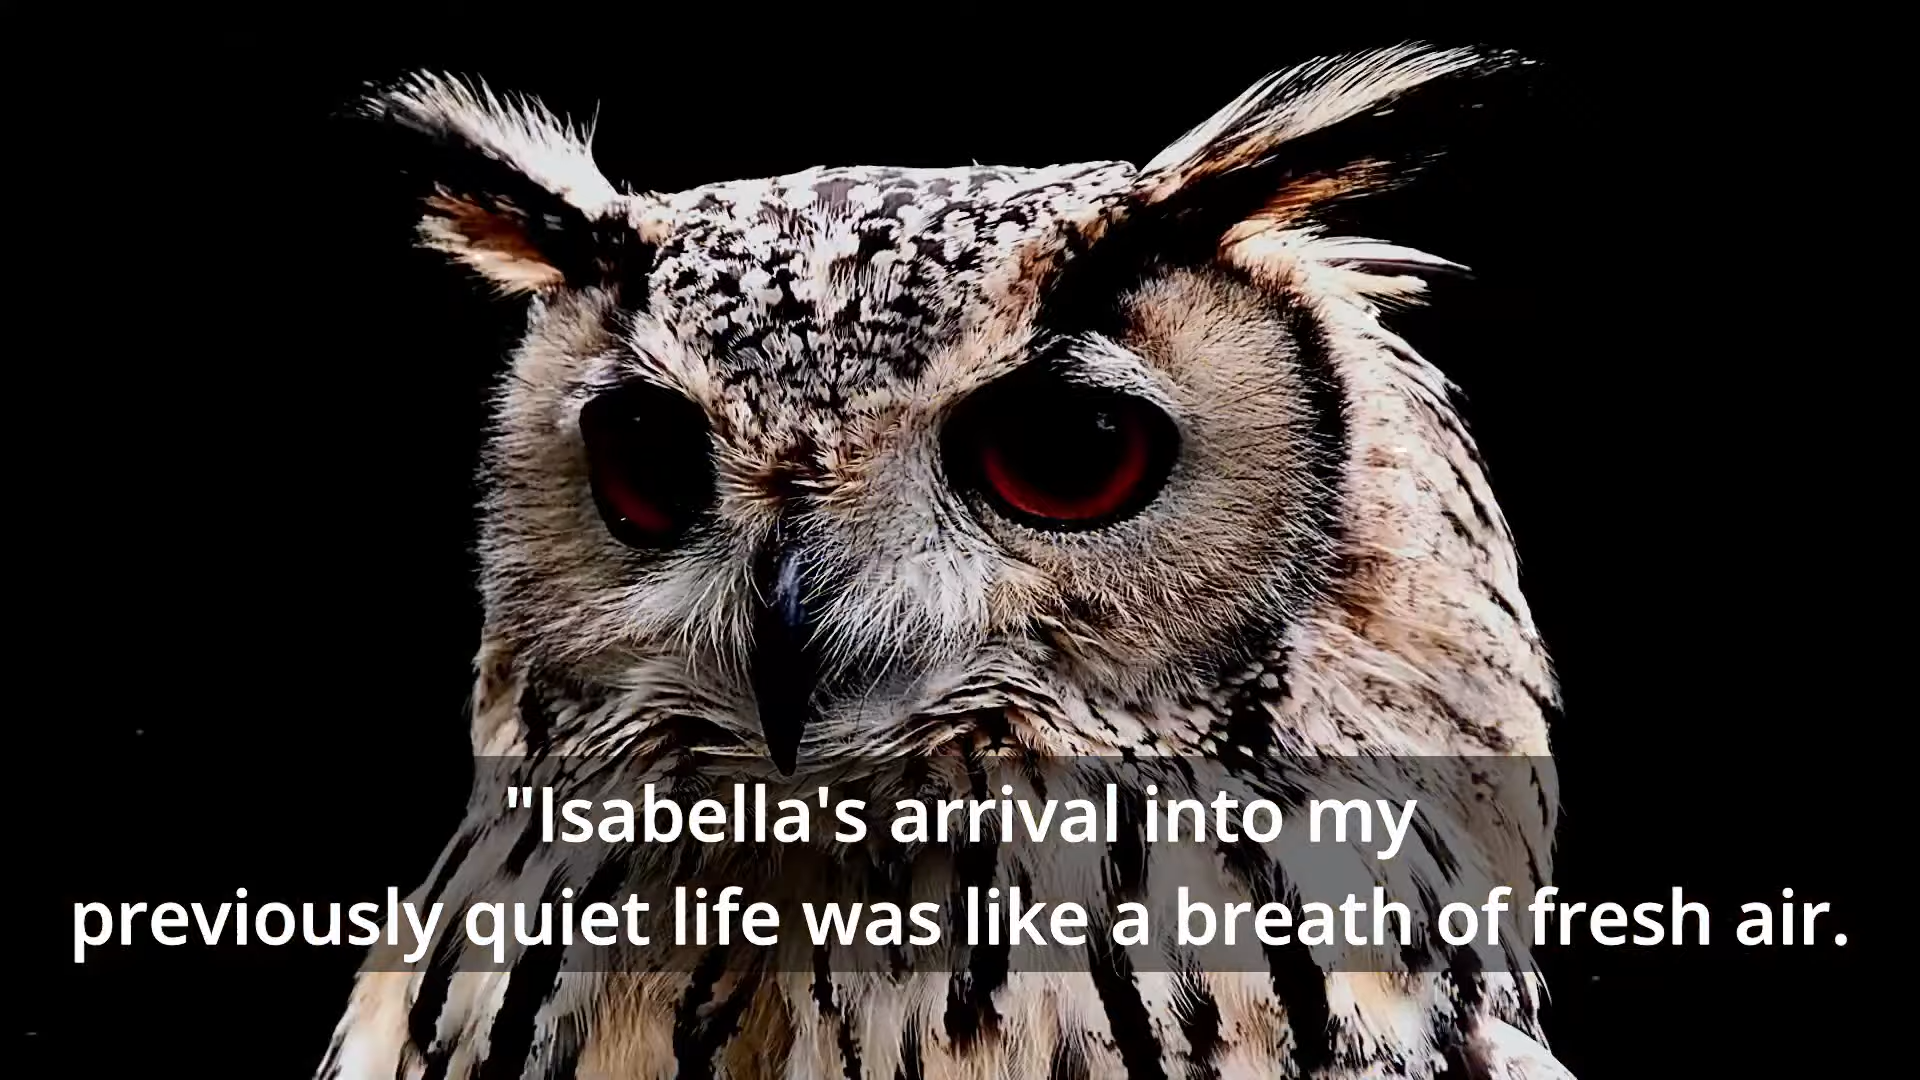 "Isabella's arrival into my
previously quiet life was like a breath of fresh air.